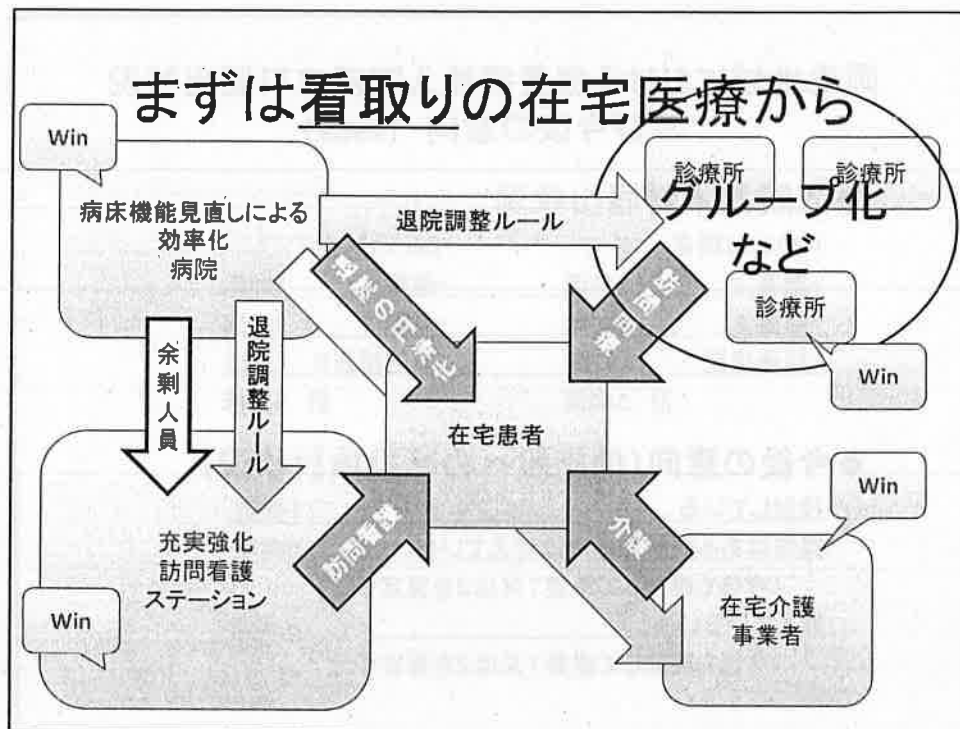 まずは看取りの在宅医療から
Win
病床機能見直しによる
効率化
病院
退院調整ルール
診療所
診療所
グループ化
など
診療所
Win
訪問診療
余剰人員
退院調整ルール
在宅患者
充実強化
訪問看護
ステーション
Win
訪問看護
介護
Win
在宅介護
事業者